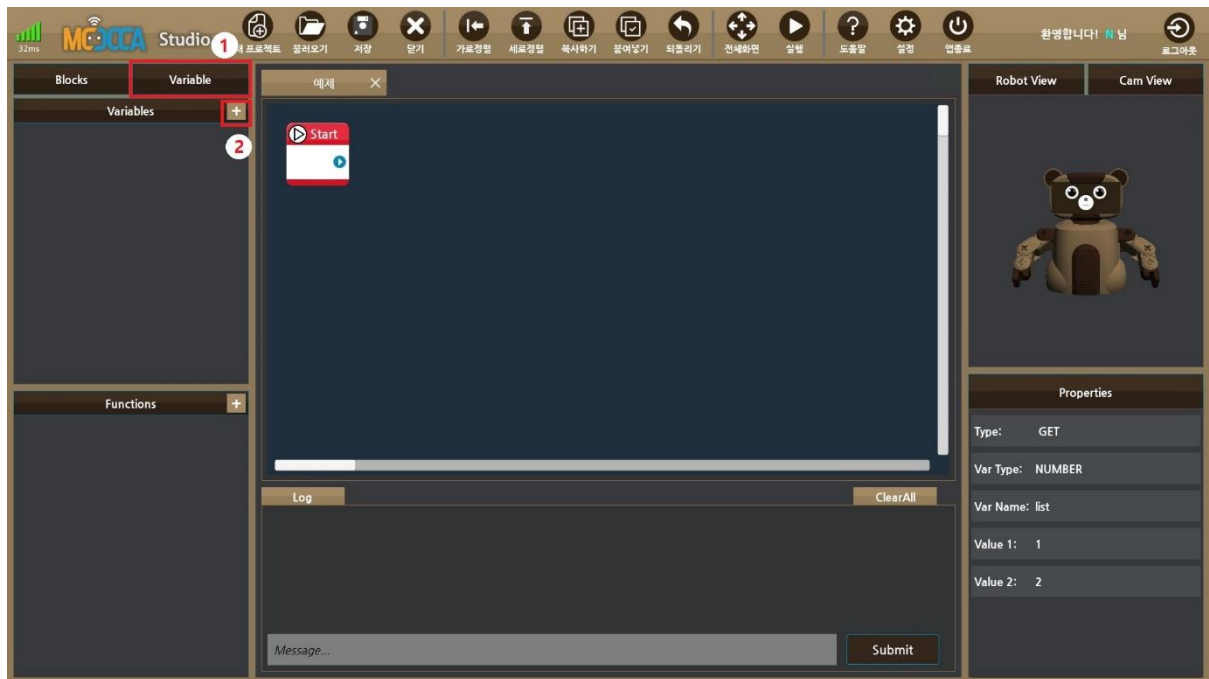 32ms
MOOCCA Studio
1
프로젝트
불러오기
저장
닫기
가로정렬
세로정렬
복사하기
붙여넣기
되돌리기
전체화면
실행
도움말
설정
앱종료
환영합니다! N 님
로그아웃
Blocks
Variable
예제
Robot View
Cam View
Variables
+
2
Start
Functions
+
Properties
Type: GET
Var Type: NUMBER
Var Name: list
Value 1: 1
Value 2: 2
Log
ClearAll
Message...
Submit